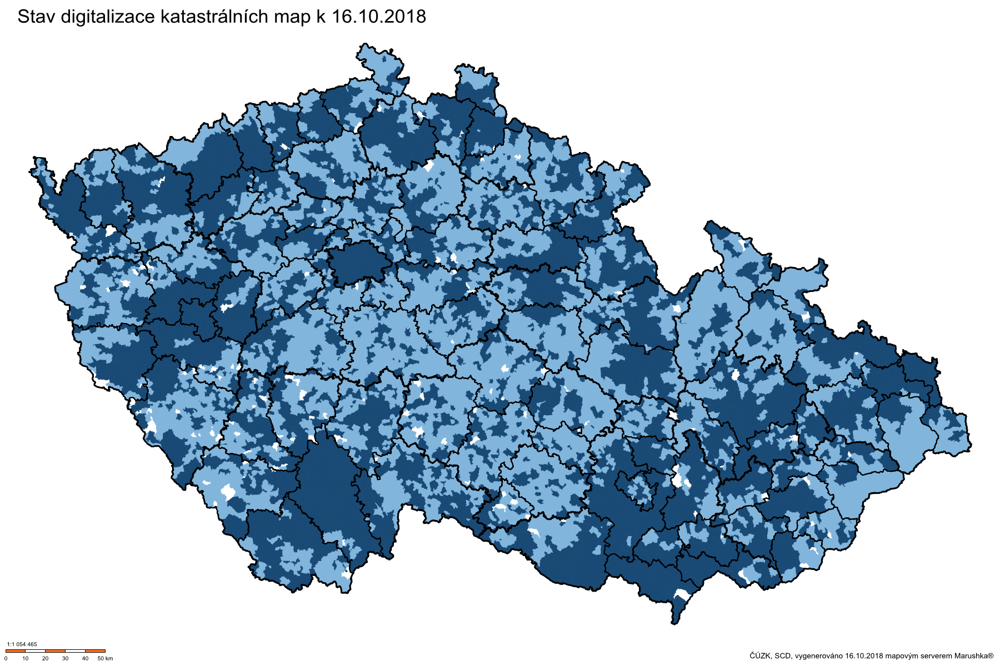 Stav digitalizace katastrálních map k 16.10.2018
1:1 054 465
0 10 20 30 40 50 km
ČÚZK, SCD, vygenerováno 16.10.2018 mapovým serverem Marushka®